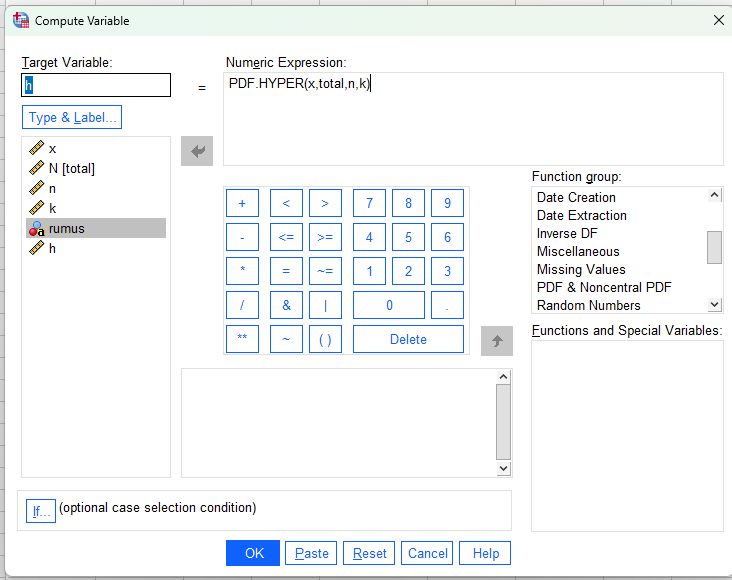 Compute Variable
Target Variable:
h
=
Numeric Expression:
PDF.HYPER(x,total,n,k)
Type & Label...
x
N [total]
n
k
rumus
h
+ < > 7 8 9
- <= >= 4 5 6
* = ~= 1 2 3
/ & | 0 .
** ~ ( ) Delete
Function group:
Date Creation
Date Extraction
Inverse DF
Miscellaneous
Missing Values
PDF & Noncentral PDF
Random Numbers
Functions and Special Variables:
If... (optional case selection condition)
OK Paste Reset Cancel Help